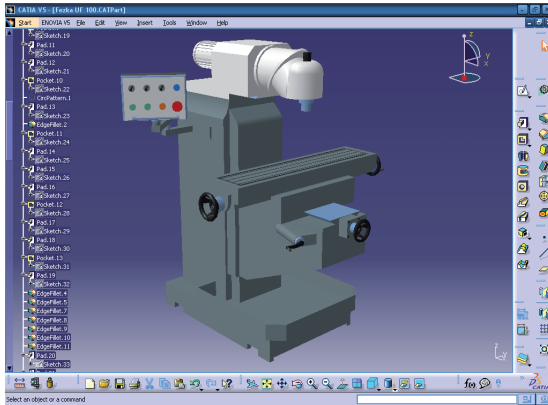 CATIA V5 - [Fezka UF 100.CATPart]
Start ENOVIA V5 File Edit View Insert Tools Window Help
Sketch.19
Pad.11
Sketch.20
Pad.12
Sketch.21
Pocket.10
Sketch.22
CircPattern.1
Pad.13
Sketch.23
EdgeFillet.2
Pocket.11
Sketch.24
Pad.14
Sketch.25
Pad.15
Sketch.26
Pad.16
Sketch.27
Pocket.12
Sketch.28
Pad.17
Sketch.29
Pad.18
Sketch.30
Pocket.13
Sketch.31
Pad.19
Sketch.32
EdgeFillet.4
EdgeFillet.5
EdgeFillet.7
EdgeFillet.8
EdgeFillet.9
EdgeFillet.10
EdgeFillet.11
Pad.20
Sketch.33
z
y
x
z
y
f(x)
CATIA
Select an object or a command